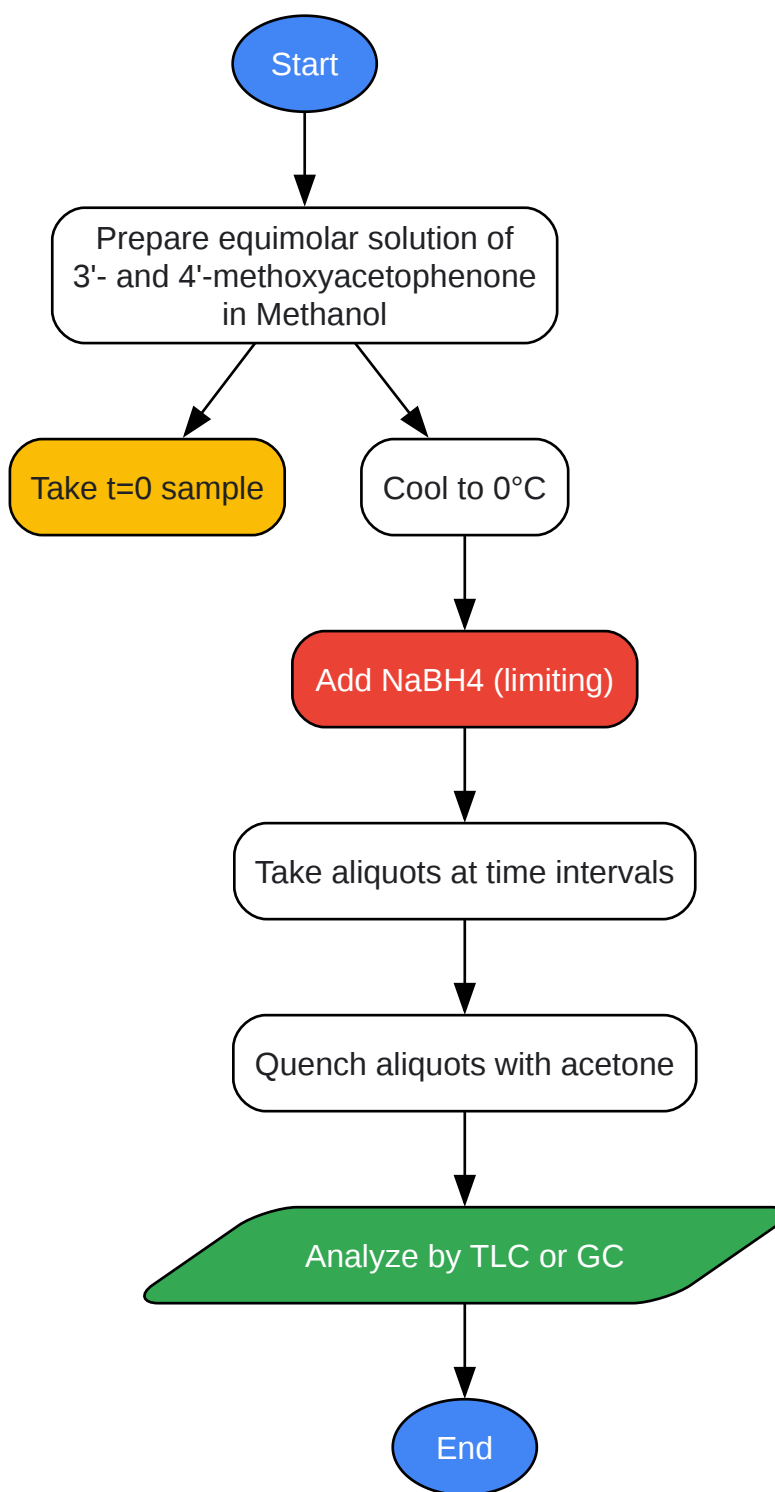 Start
Prepare equimolar solution of
3'- and 4'-methoxyacetophenone
in Methanol
Take t=0 sample
Cool to 0°C
Add NaBH4 (limiting)
Take aliquots at time intervals
Quench aliquots with acetone
Analyze by TLC or GC
End